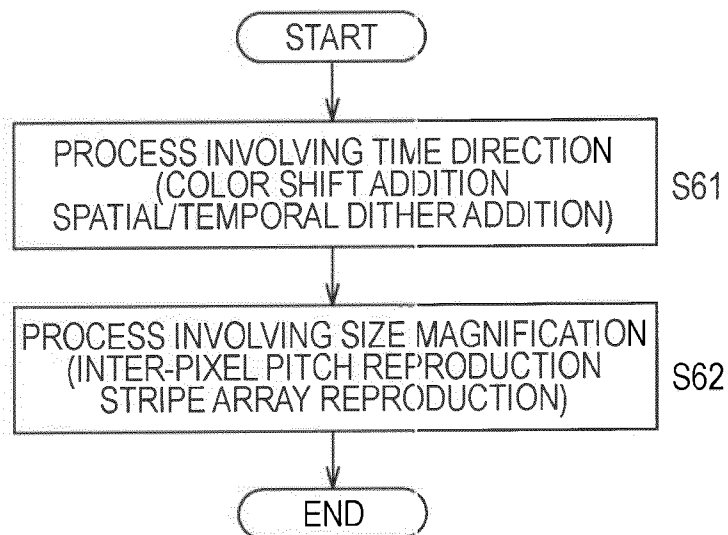 START
PROCESS INVOLVING TIME DIRECTION
(COLOR SHIFT ADDITION
SPATIAL/TEMPORAL DITHER ADDITION)
S61
PROCESS INVOLVING SIZE MAGNIFICATION
(INTER-PIXEL PITCH REPRODUCTION
STRIPE ARRAY REPRODUCTION)
S62
END